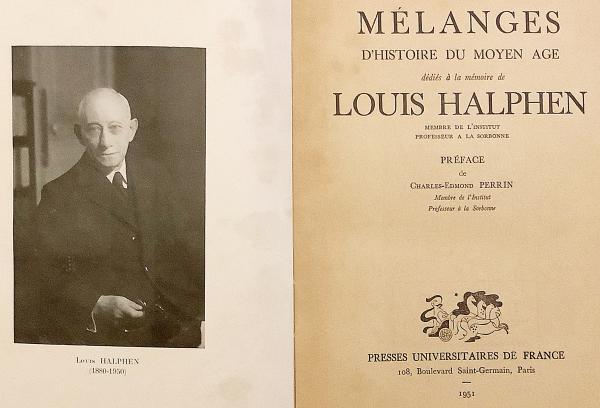 Louis HALPHEN
(1880-1950)
MÉLANGES
D'HISTOIRE DU MOYEN AGE
dédiés à la mémoire de
LOUIS HALPHEN
MEMBRE DE L'INSTITUT
PROFESSEUR A LA SORBONNE
PRÉFACE
de
Charles-Edmond PERRIN
Membre de l'Institut
Professeur à la Sorbonne
PRESSES UNIVERSITAIRES DE FRANCE
108, Boulevard Saint-Germain, Paris
—
1951